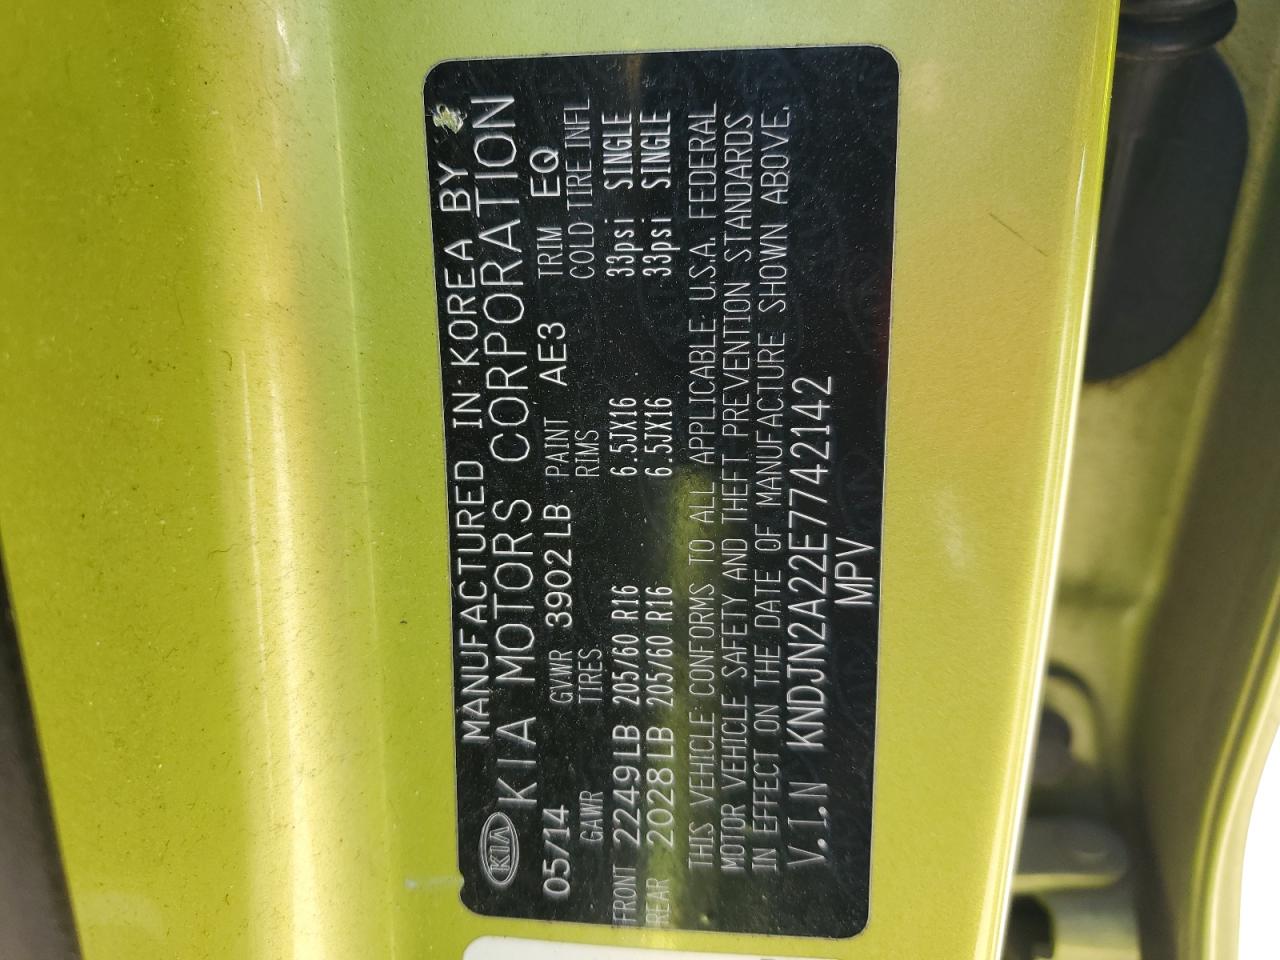 MANUFACTURED IN KOREA BY
KIA KIA MOTORS CORPORATION
05/14 GVWR 3902 LB PAINT AE3 TRIM EQ
GAWR TIRES RIMS COLD TIRE INFL
FRONT 2249LB 205/60 R16 6.5JX16 33psi SINGLE
REAR 2028LB 205/60 R16 6.5JX16 33psi SINGLE
THIS VEHICLE CONFORMS TO ALL APPLICABLE U.S.A. FEDERAL
MOTOR VEHICLE SAFETY AND THEFT PREVENTION STANDARDS
IN EFFECT ON THE DATE OF MANUFACTURE SHOWN ABOVE.
V.I.N KNDJN2A22E7742142
MPV